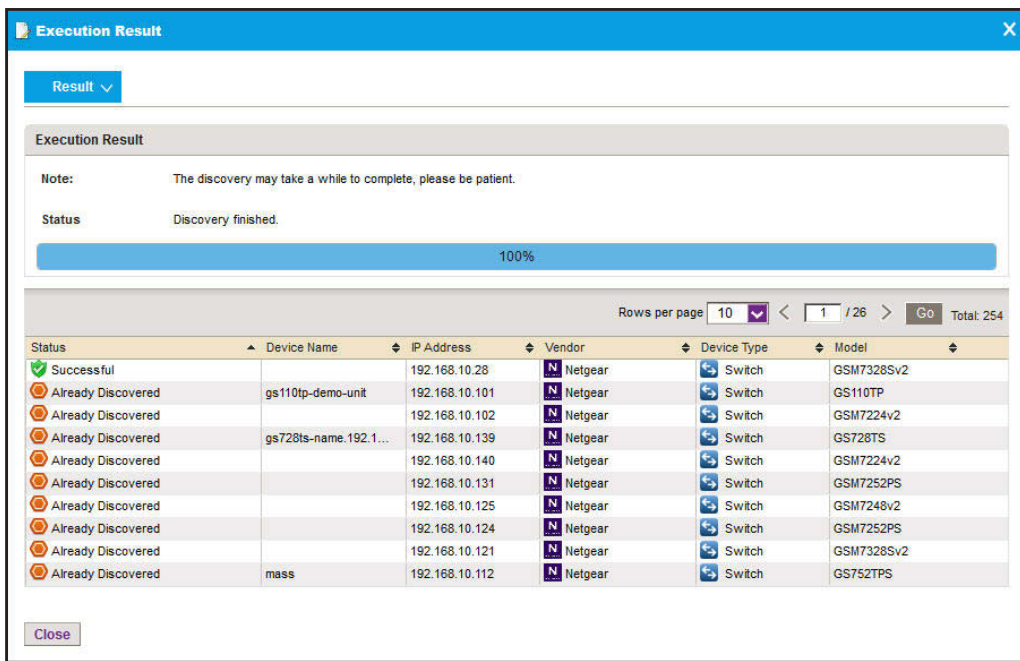 Execution Result X
Result
Execution Result
Note: The discovery may take a while to complete, please be patient.
Status Discovery finished.
100%
Rows per page 10 < 1 / 26 > Go Total: 254
Status Device Name IP Address Vendor Device Type Model
Successful 192.168.10.28 N Netgear Switch GSM7328Sv2
Already Discovered gs110tp-demo-unit 192.168.10.101 N Netgear Switch GS110TP
Already Discovered 192.168.10.102 N Netgear Switch GSM7224v2
Already Discovered gs728ts-name.192.1... 192.168.10.139 N Netgear Switch GS728TS
Already Discovered 192.168.10.140 N Netgear Switch GSM7224v2
Already Discovered 192.168.10.131 N Netgear Switch GSM7252PS
Already Discovered 192.168.10.125 N Netgear Switch GSM7248v2
Already Discovered 192.168.10.124 N Netgear Switch GSM7252PS
Already Discovered 192.168.10.121 N Netgear Switch GSM7328Sv2
Already Discovered mass 192.168.10.112 N Netgear Switch GS752TPS
Close